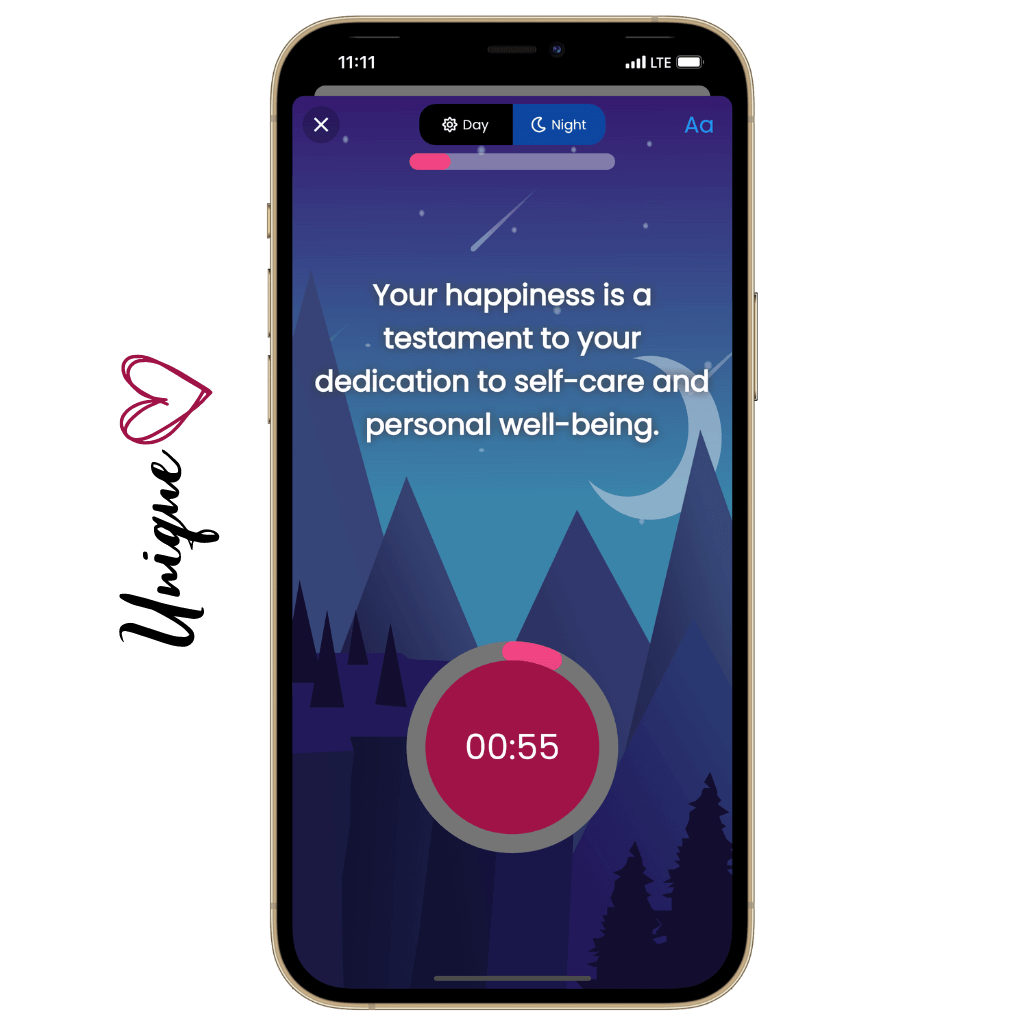 11:11
LTE
Day
Night
Aa
Your happiness is a
testament to your
dedication to self-care and
personal well-being.
00:55
Unique